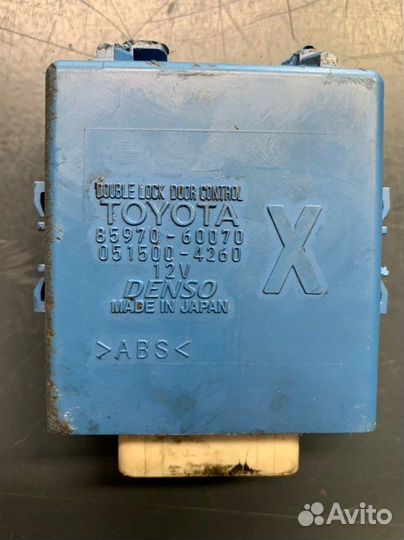 DOUBLE LOCK DOOR CONTROL
TOYOTA
85970-60070
051500-4260
12V
DENSO
MADE IN JAPAN
X
>ABS<
Avito